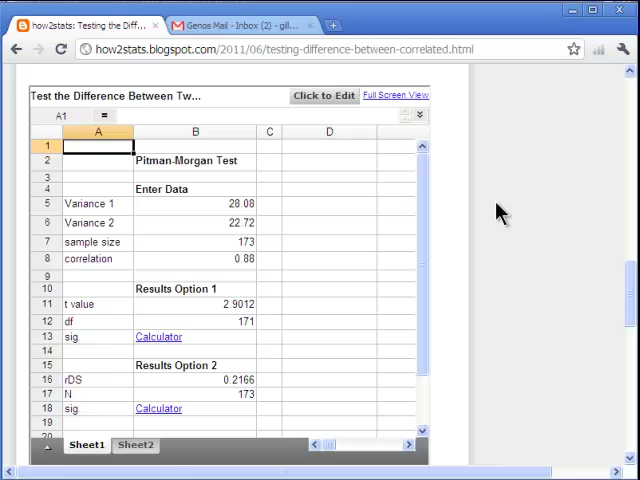 how2stats: Testing the Diff...
Genos Mail - Inbox (2) - gill
how2stats.blogspot.com/2011/06/testing-difference-between-correlated.html
Test the Difference Between Tw...
Click to Edit
Full Screen View
A1 =
A B C D
1
2 Pitman-Morgan Test
3
4 Enter Data
5 Variance 1 28.08
6 Variance 2 22.72
7 sample size 173
8 correlation 0.88
9
10 Results Option 1
11 t value 2.9012
12 df 171
13 sig. Calculator
14
15 Results Option 2
16 rDS 0.2166
17 N 173
18 sig. Calculator
19
20
Sheet1 Sheet2